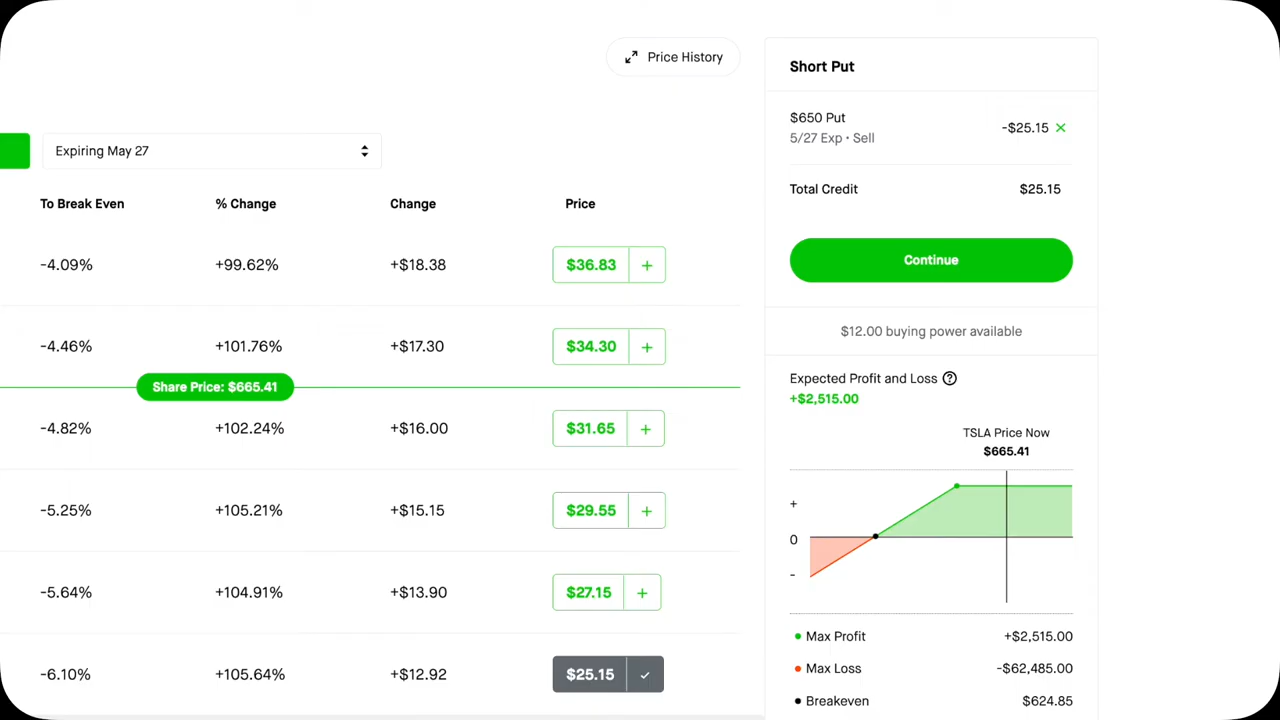 Price History
Expiring May 27
To Break Even % Change Change Price
-4.09% +99.62% +$18.38 $36.83 +
-4.46% +101.76% +$17.30 $34.30 +
Share Price: $665.41
-4.82% +102.24% +$16.00 $31.65 +
-5.25% +105.21% +$15.15 $29.55 +
-5.64% +104.91% +$13.90 $27.15 +
-6.10% +105.64% +$12.92 $25.15
Short Put
$650 Put
5/27 Exp • Sell
-$25.15
Total Credit $25.15
Continue
$12.00 buying power available
Expected Profit and Loss ?
+$2,515.00
TSLA Price Now
$665.41
+
0
-
Max Profit +$2,515.00
Max Loss -$62,485.00
Breakeven $624.85